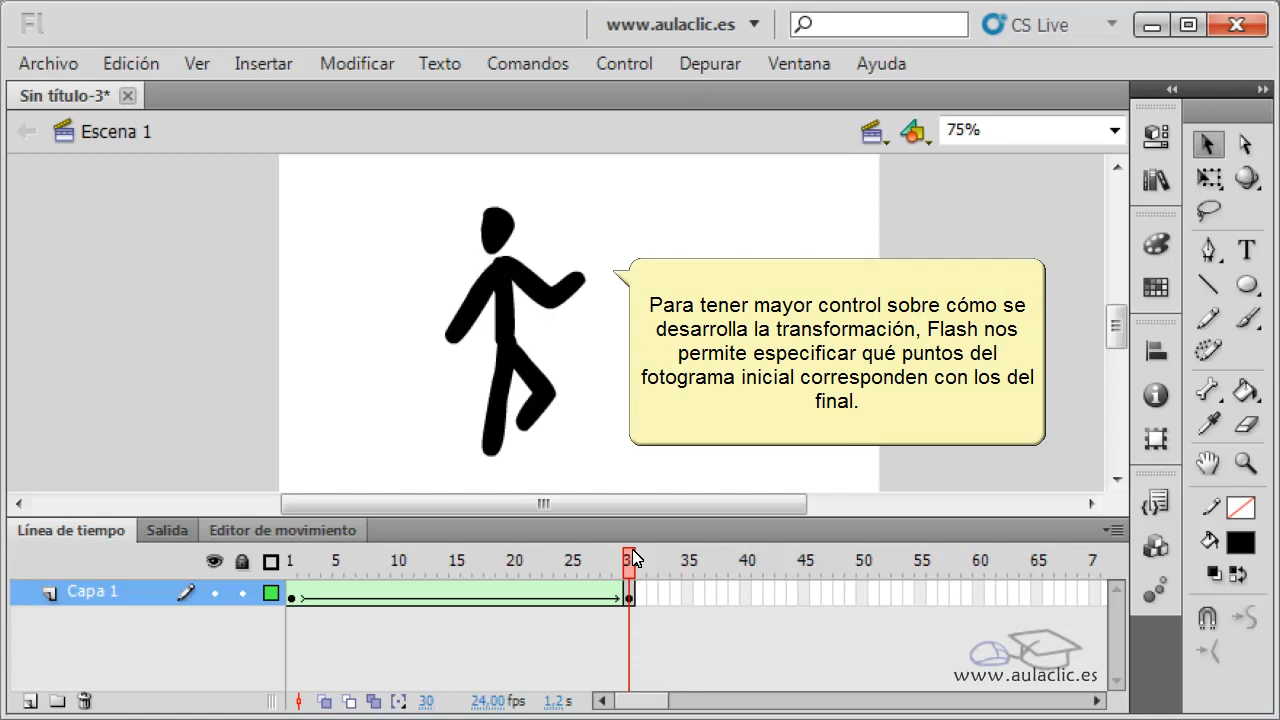 Fl
www.aulaclic.es
CS Live
Archivo Edición Ver Insertar Modificar Texto Comandos Control Depurar Ventana Ayuda
Sin título-3*
Escena 1
75%
Para tener mayor control sobre cómo se
desarrolla la transformación, Flash nos
permite especificar qué puntos del
fotograma inicial corresponden con los del
final.
Línea de tiempo Salida Editor de movimiento
1 5 10 15 20 25 3 35 40 45 50 55 60 65 7
Capa 1
www.aulaclic.es
30 24,00 fps 1,2 s